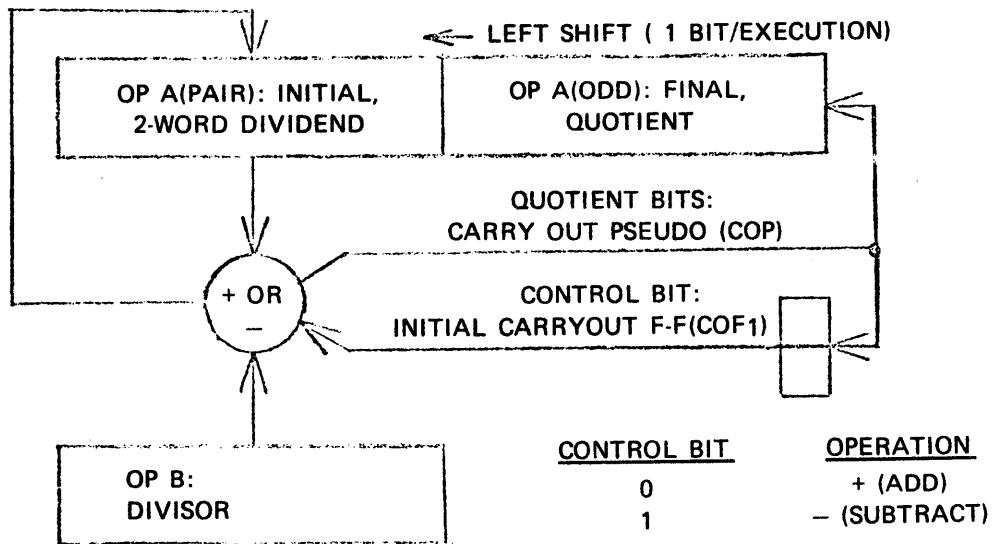 LEFT SHIFT ( 1 BIT/EXECUTION)
OP A(PAIR): INITIAL,
2-WORD DIVIDEND
OP A(ODD): FINAL,
QUOTIENT
QUOTIENT BITS:
CARRY OUT PSEUDO (COP)
+ OR
−
CONTROL BIT:
INITIAL CARRYOUT F-F(COF1)
OP B:
DIVISOR
CONTROL BIT OPERATION
0 + (ADD)
1 − (SUBTRACT)